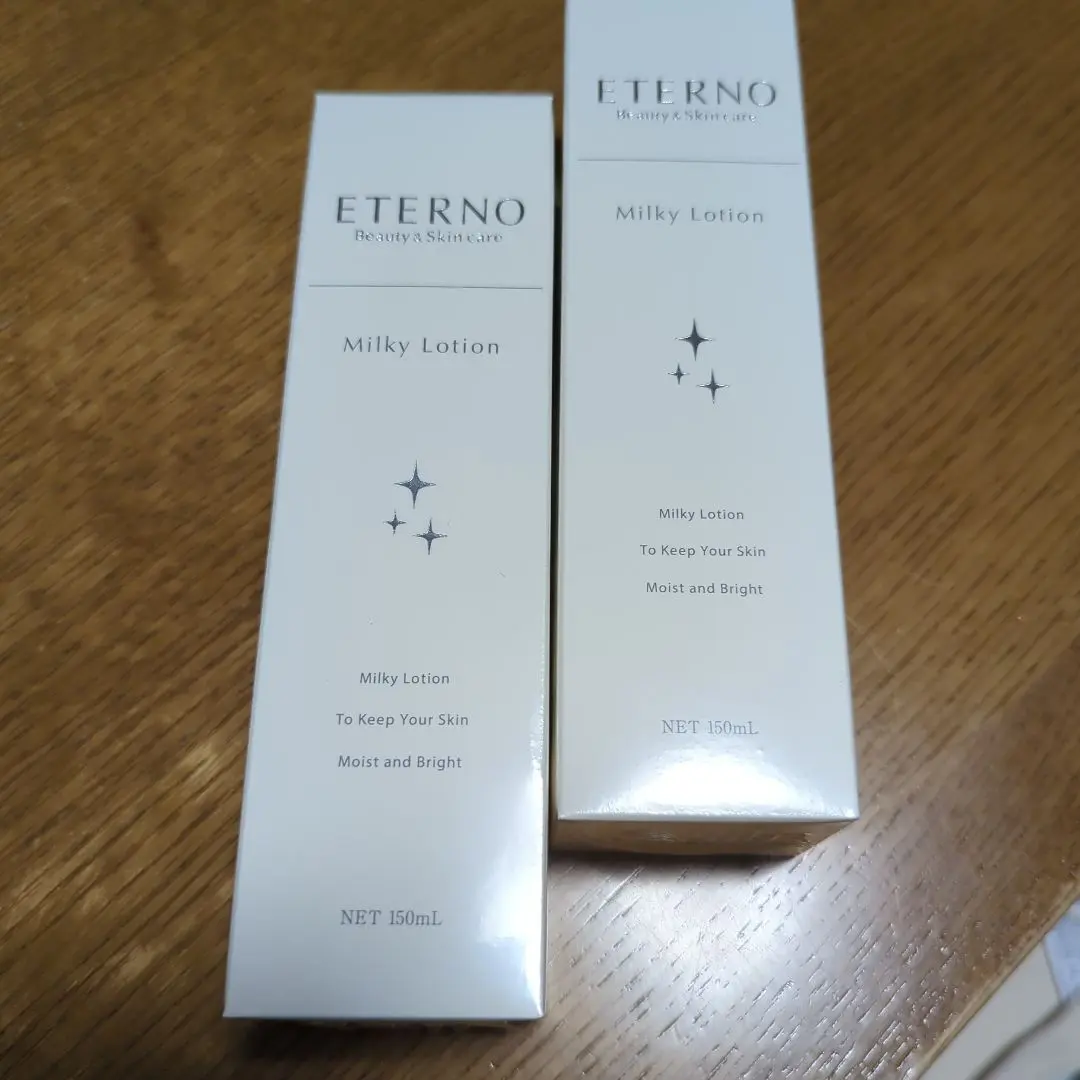 ETERNO
Beauty & Skin care
Milky Lotion
Milky Lotion
To Keep Your Skin
Moist and Bright
NET 150mL
ETERNO
Beauty & Skin care
Milky Lotion
Milky Lotion
To Keep Your Skin
Moist and Bright
NET 150mL